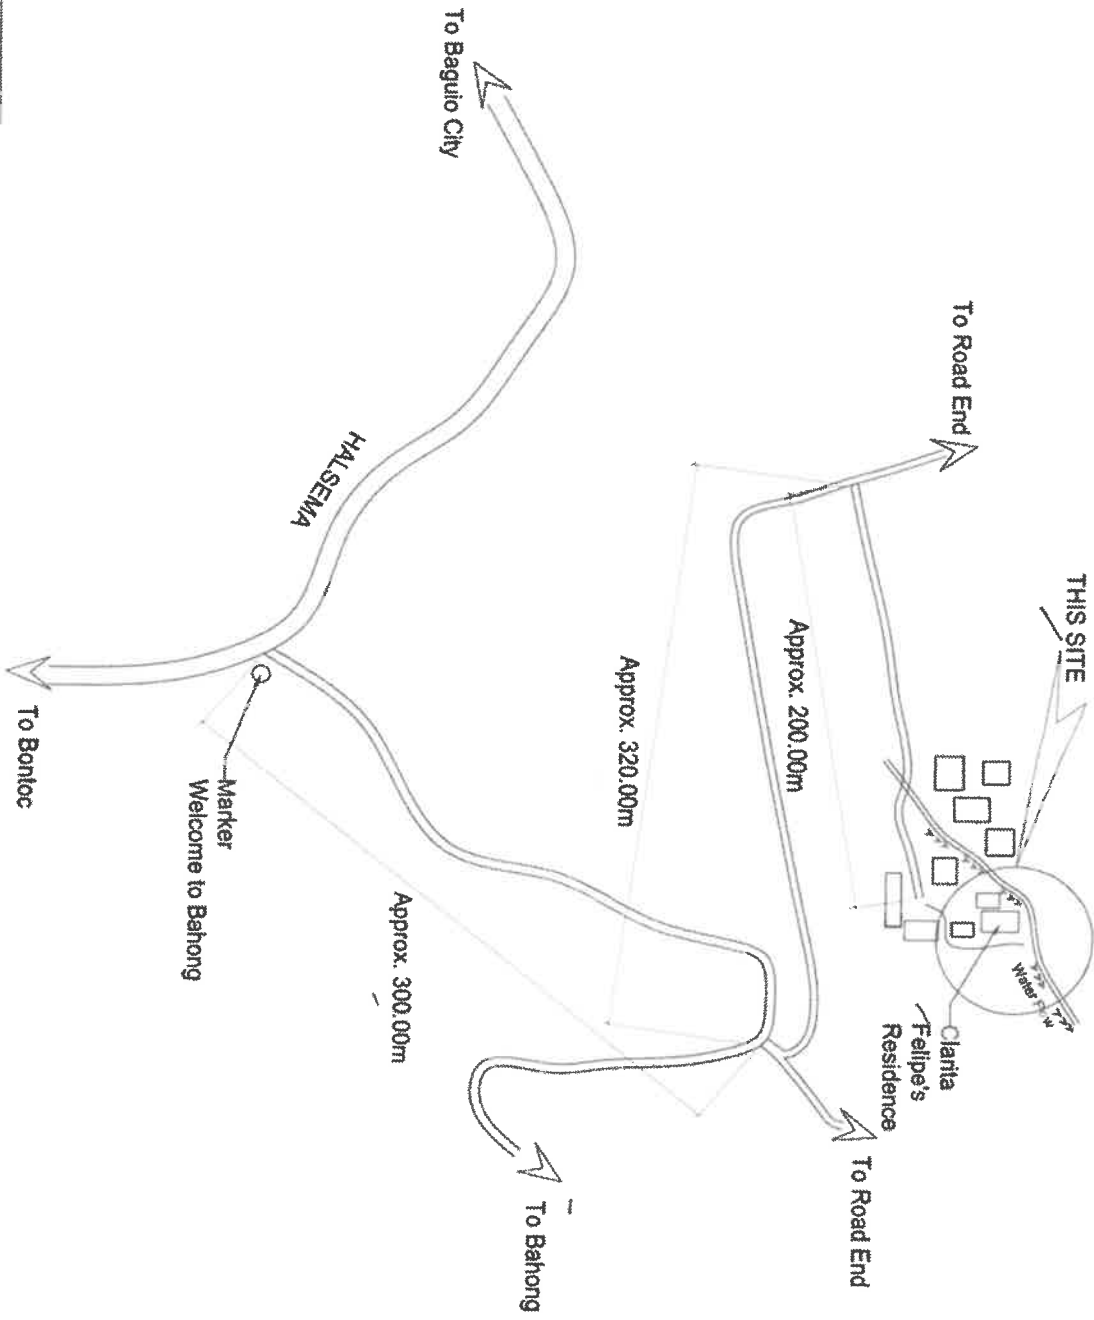 THIS SITE
Water Flow
To Road End
Clarita
Felipe's
Residence
To Road End
Approx. 200.00m
Approx. 320.00m
To Bahong
To Baguio City
Approx. 300.00m
HALSEMA
Marker
Welcome to Bahong
To Bontoc